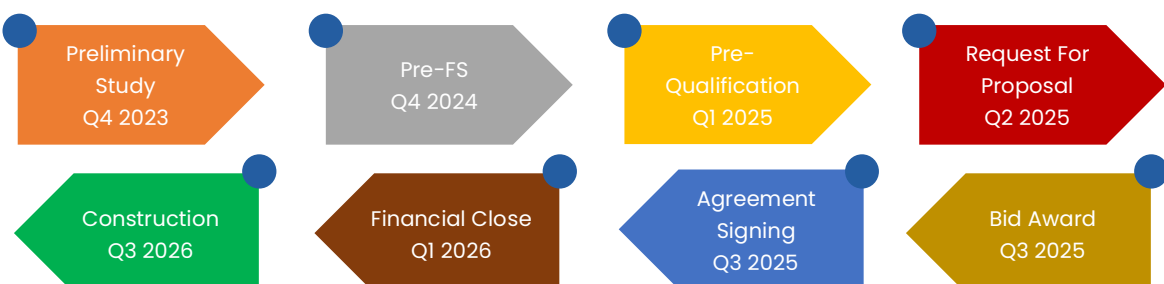 Preliminary
Study
Q4 2023
Pre-FS
Q4 2024
Pre-
Qualification
Q1 2025
Request For
Proposal
Q2 2025
Construction
Q3 2026
Financial Close
Q1 2026
Agreement
Signing
Q3 2025
Bid Award
Q3 2025